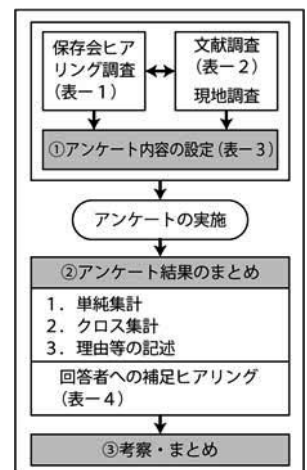 保存会ヒア
リング調査
(表ー1)
文献調査
(表ー2)
現地調査
①アンケート内容の設定(表ー3)
アンケートの実施
②アンケート結果のまとめ
1. 単純集計
2. クロス集計
3. 理由等の記述
回答者への補足ヒアリング
(表ー4)
③考察・まとめ